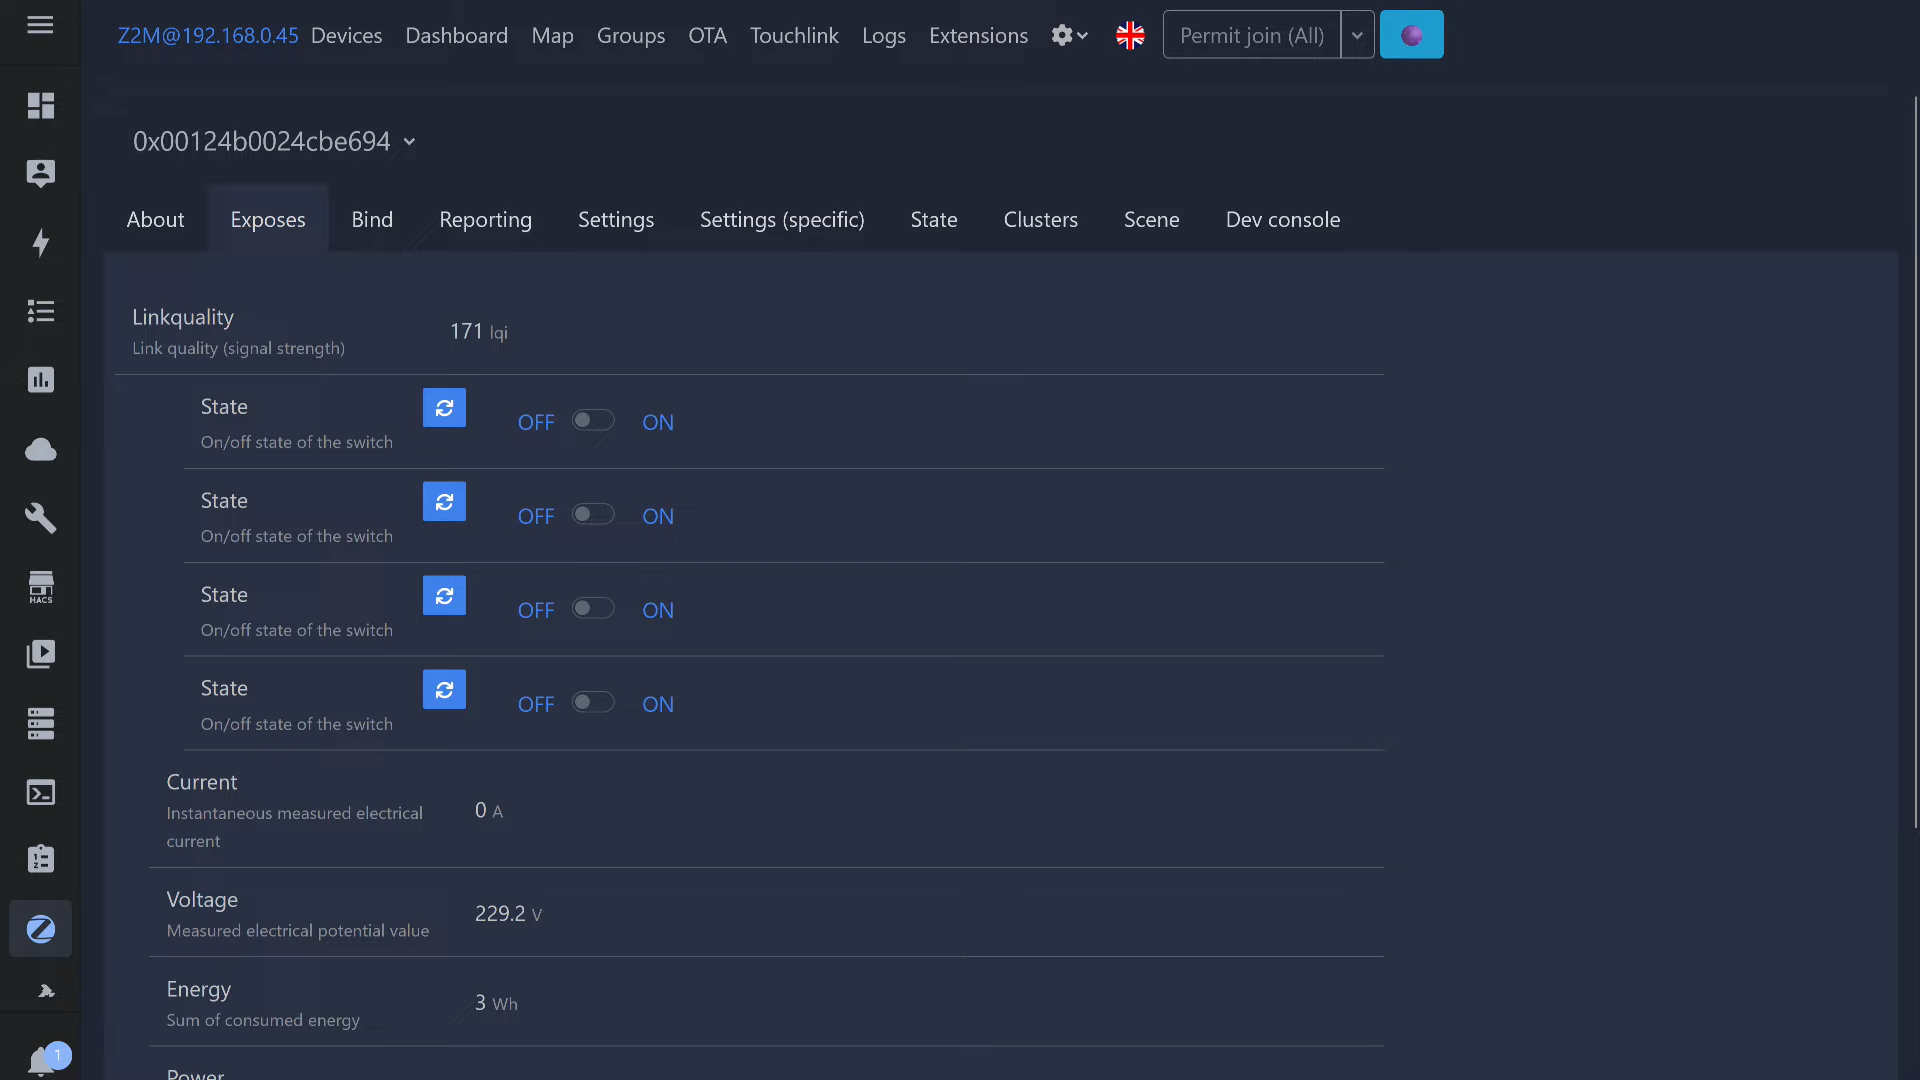 Z2M@192.168.0.45 Devices Dashboard Map Groups OTA Touchlink Logs Extensions Permit join (All)
0x00124b0024cbe694
About Exposes Bind Reporting Settings Settings (specific) State Clusters Scene Dev console
Linkquality
Link quality (signal strength)
171 lqi
State
On/off state of the switch
OFF ON
State
On/off state of the switch
OFF ON
State
On/off state of the switch
OFF ON
HACS
State
On/off state of the switch
OFF ON
Current
Instantaneous measured electrical
current
0 A
Voltage
Measured electrical potential value
229.2 V
Energy
Sum of consumed energy
3 Wh
1
Power